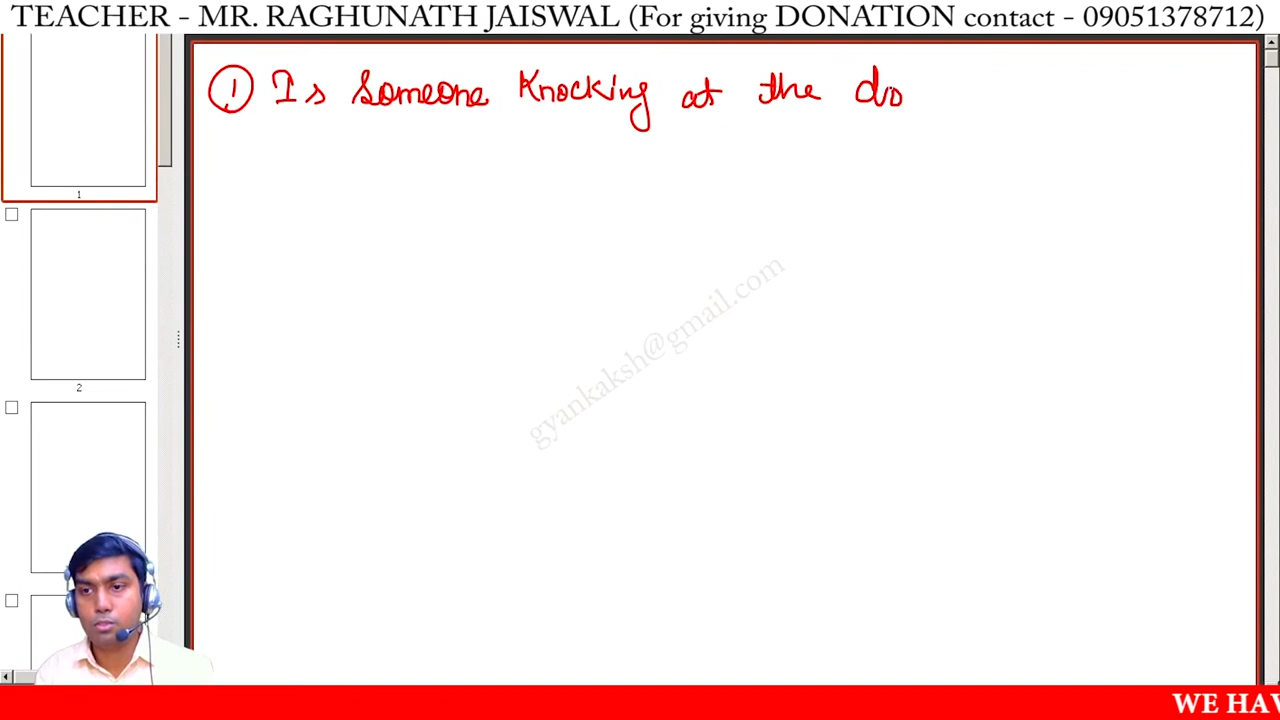 TEACHER - MR. RAGHUNATH JAISWAL (For giving DONATION contact - 09051378712)
① Is someone knocking at the do
gyankaksh@gmail.com
1
2
WE HAV